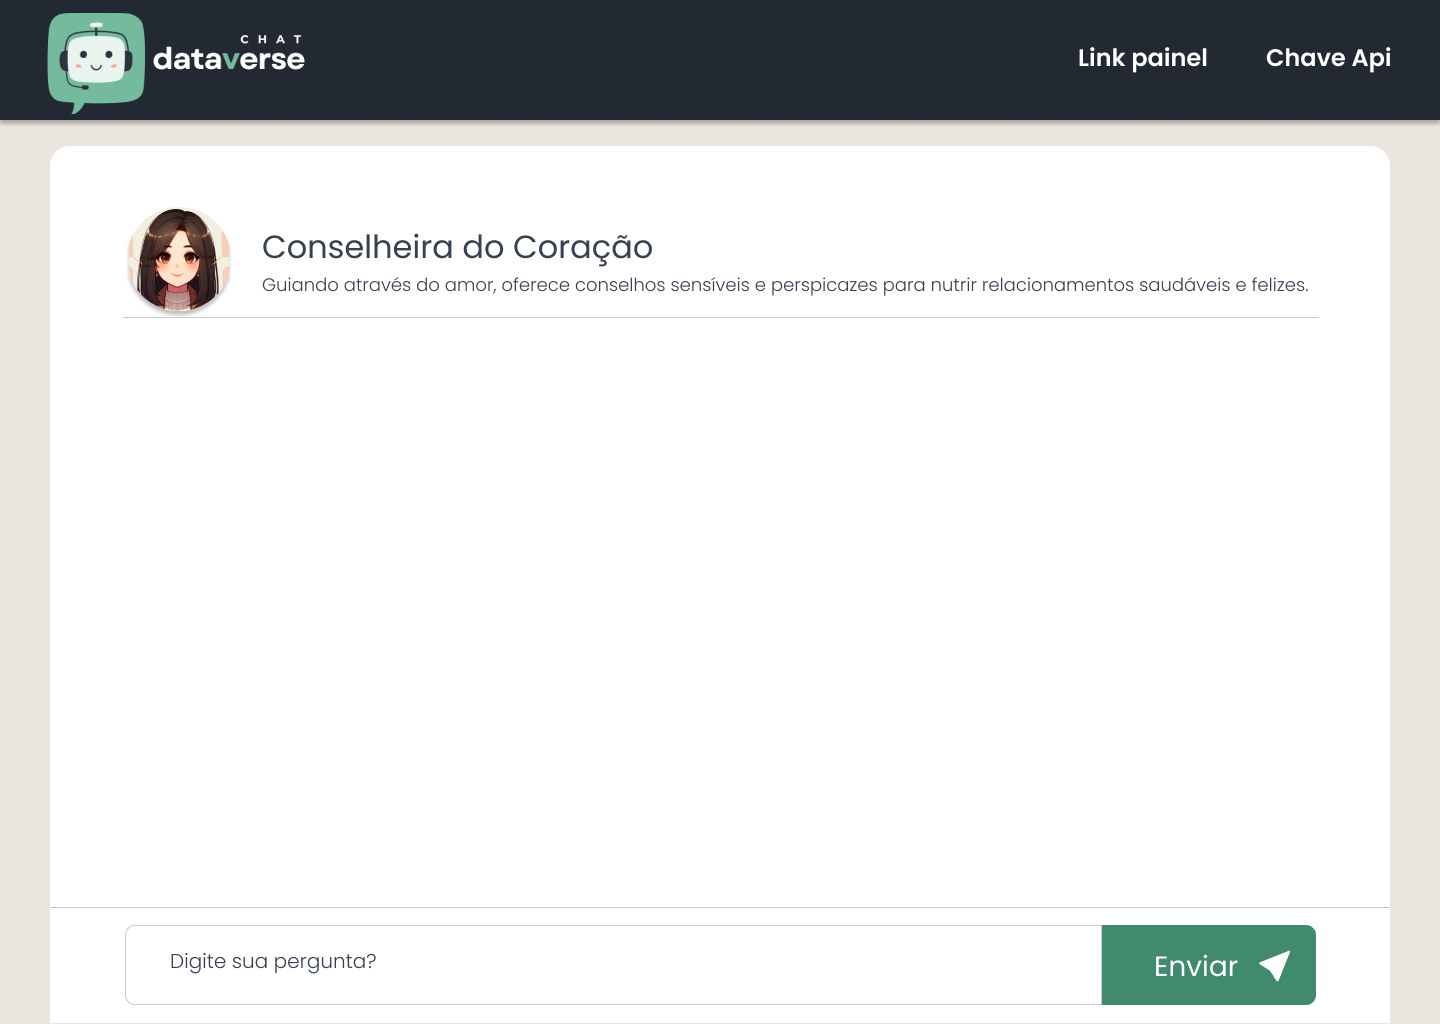 CHAT
dataverse
Link painel
Chave Api
Conselheira do Coração
Guiando através do amor, oferece conselhos sensíveis e perspicazes para nutrir relacionamentos saudáveis e felizes.
Digite sua pergunta?
Enviar